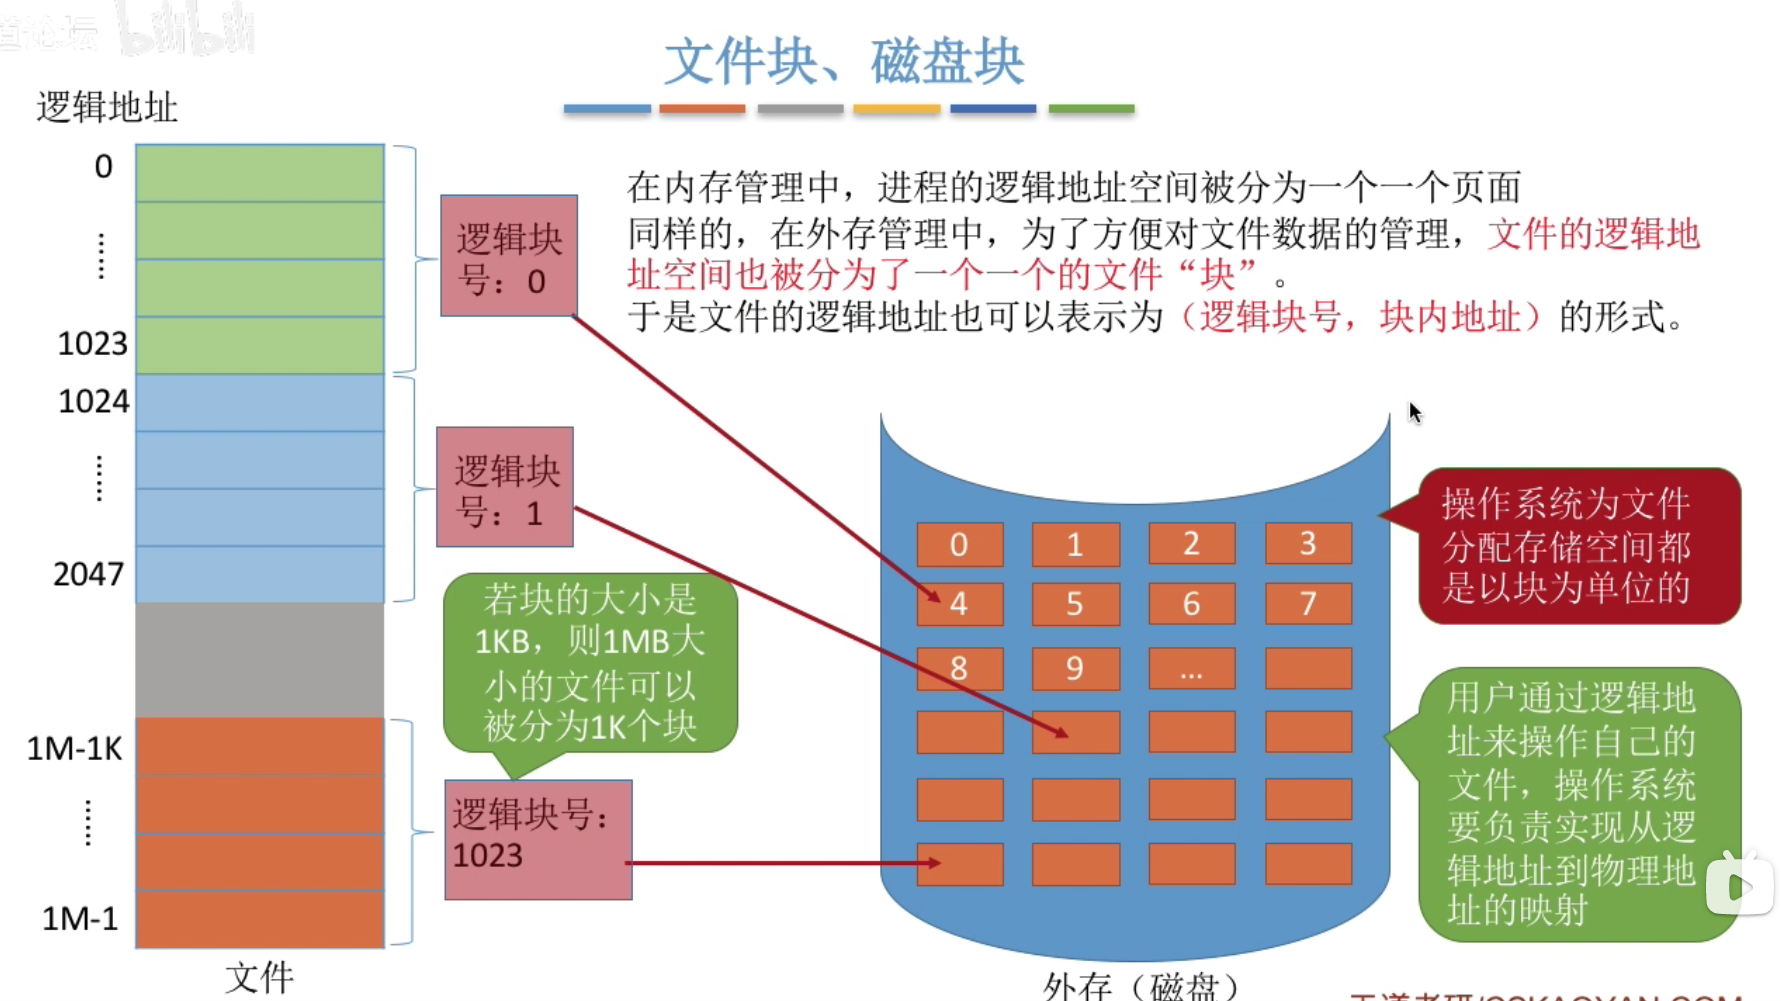 道论坛 bilibili
文件块、磁盘块
逻辑地址
0
......
1023
1024
......
2047
1M-1K
......
1M-1
文件
逻辑块
号：0
逻辑块
号：1
若块的大小是
1KB，则1MB大
小的文件可以
被分为1K个块
逻辑块号：
1023
在内存管理中，进程的逻辑地址空间被分为一个一个页面
同样的，在外存管理中，为了方便对文件数据的管理，文件的逻辑地
址空间也被分为了一个一个的文件“块”。
于是文件的逻辑地址也可以表示为（逻辑块号，块内地址）的形式。
0 1 2 3
4 5 6 7
8 9 ...
外存（磁盘）
操作系统为文件
分配存储空间都
是以块为单位的
用户通过逻辑地
址来操作自己的
文件，操作系统
要负责实现从逻
辑地址到物理地
址的映射
王道考研/CSKAOYAN.COM